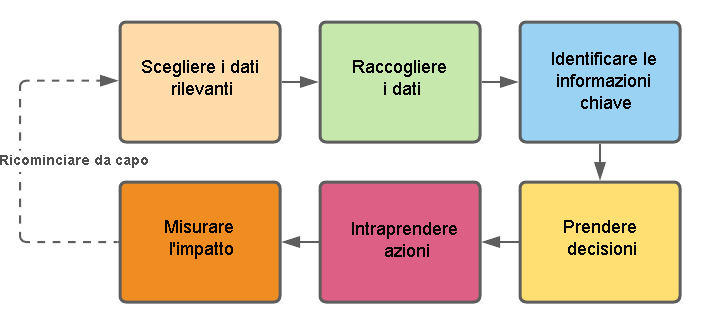 Scegliere i dati
rilevanti
Raccogliere
i dati
Identificare le
informazioni
chiave
Ricominciare da capo
Misurare
l'impatto
Intraprendere
azioni
Prendere
decisioni